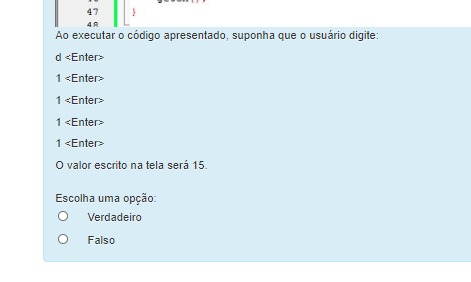 47 }
48
Ao executar o código apresentado, suponha que o usuário digite:
d <Enter>
1 <Enter>
1 <Enter>
1 <Enter>
1 <Enter>
O valor escrito na tela será 15.
Escolha uma opção:
Verdadeiro
Falso